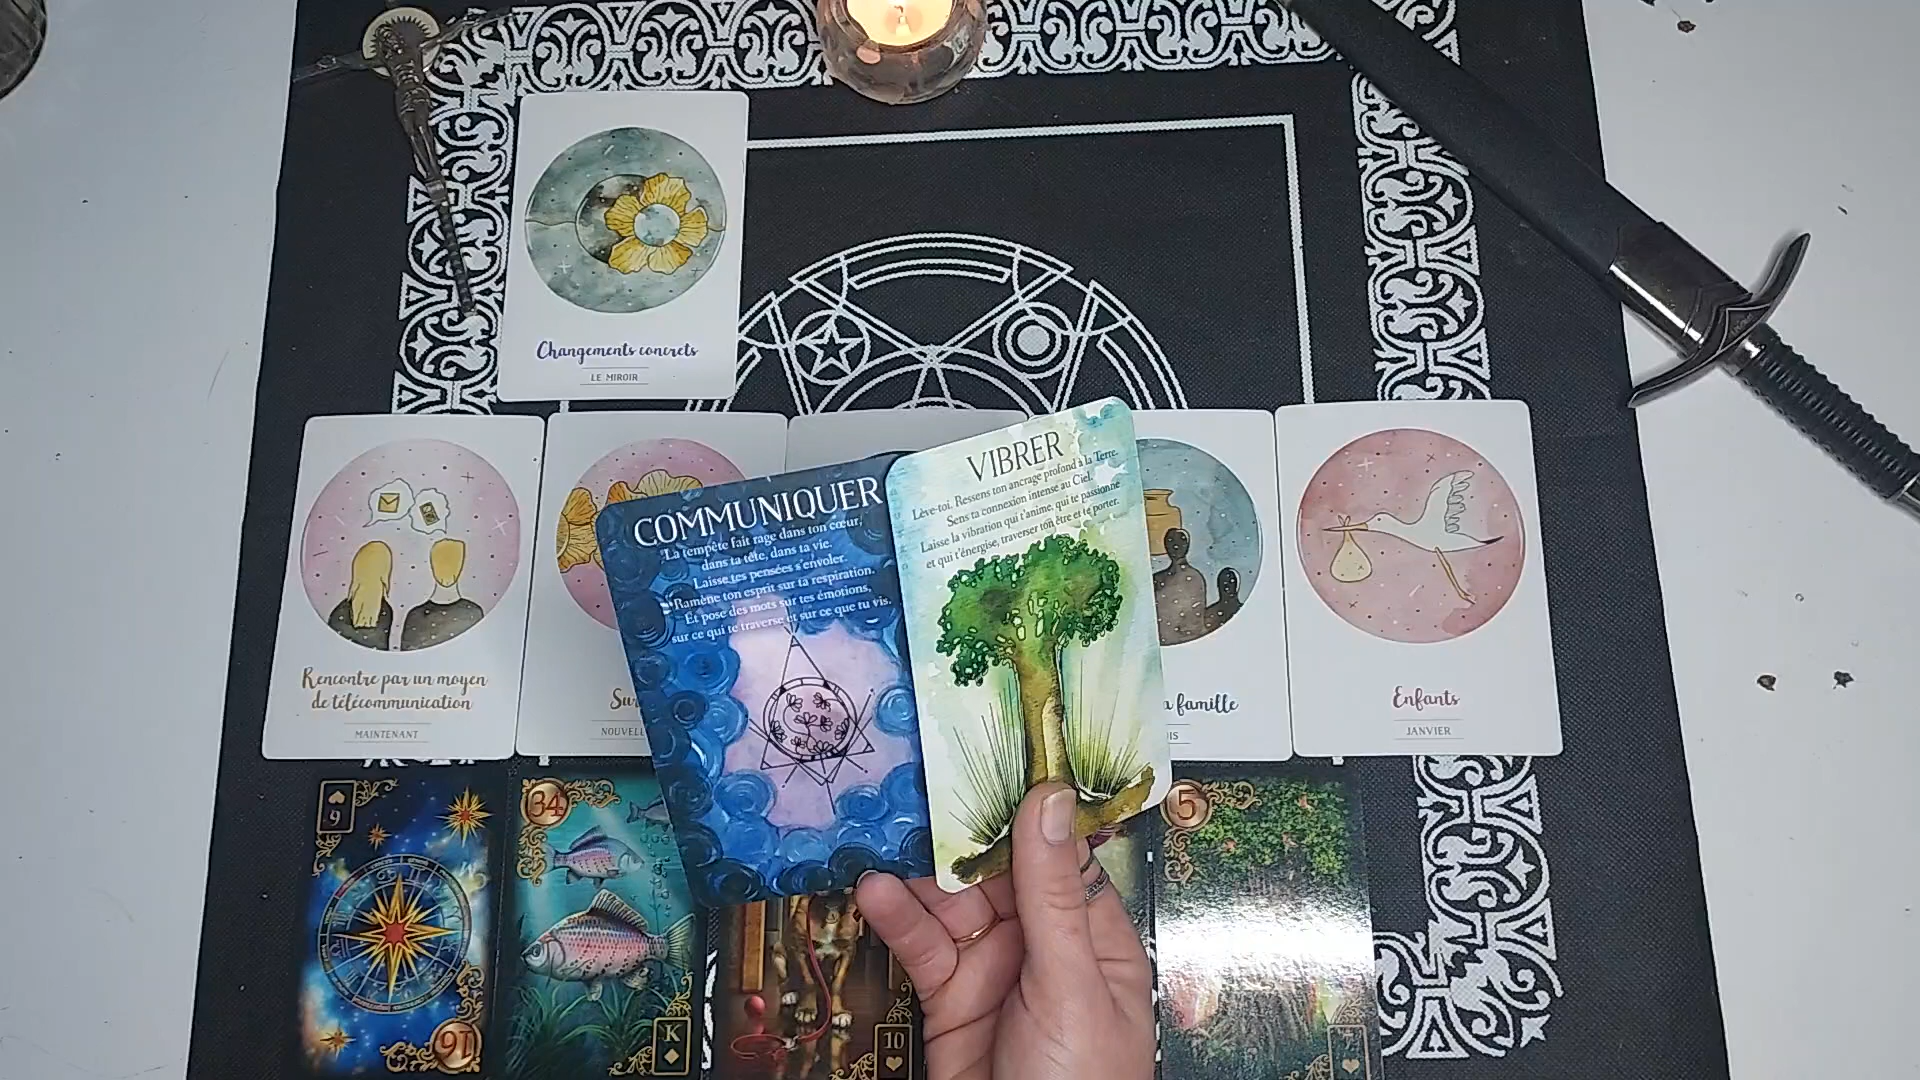 Changements concrets
LE MIROIR
COMMUNIQUER
La tempête fait rage dans ton cœur,
dans ta tête, dans ta vie.
Laisse tes pensées s'envoler.
Ramène ton esprit sur ta respiration.
Et pose des mots sur tes émotions,
sur ce qui te traverse et sur ce que tu vis.
VIBRER
Lève-toi. Ressens ton ancrage profond à la Terre.
Sens ta connexion intense au Ciel.
Laisse la vibration qui t'anime, qui te passionne
et qui t'énergise, traverser ton être et te porter.
Rencontre par un moyen
de télécommunication
MAINTENANT
famille
Enfants
JANVIER
9
16
34
K
10
5